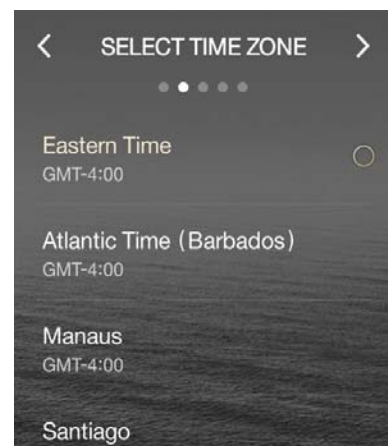 SELECT TIME ZONE
Eastern Time
GMT-4:00
Atlantic Time (Barbados)
GMT-4:00
Manaus
GMT-4:00
Santiago